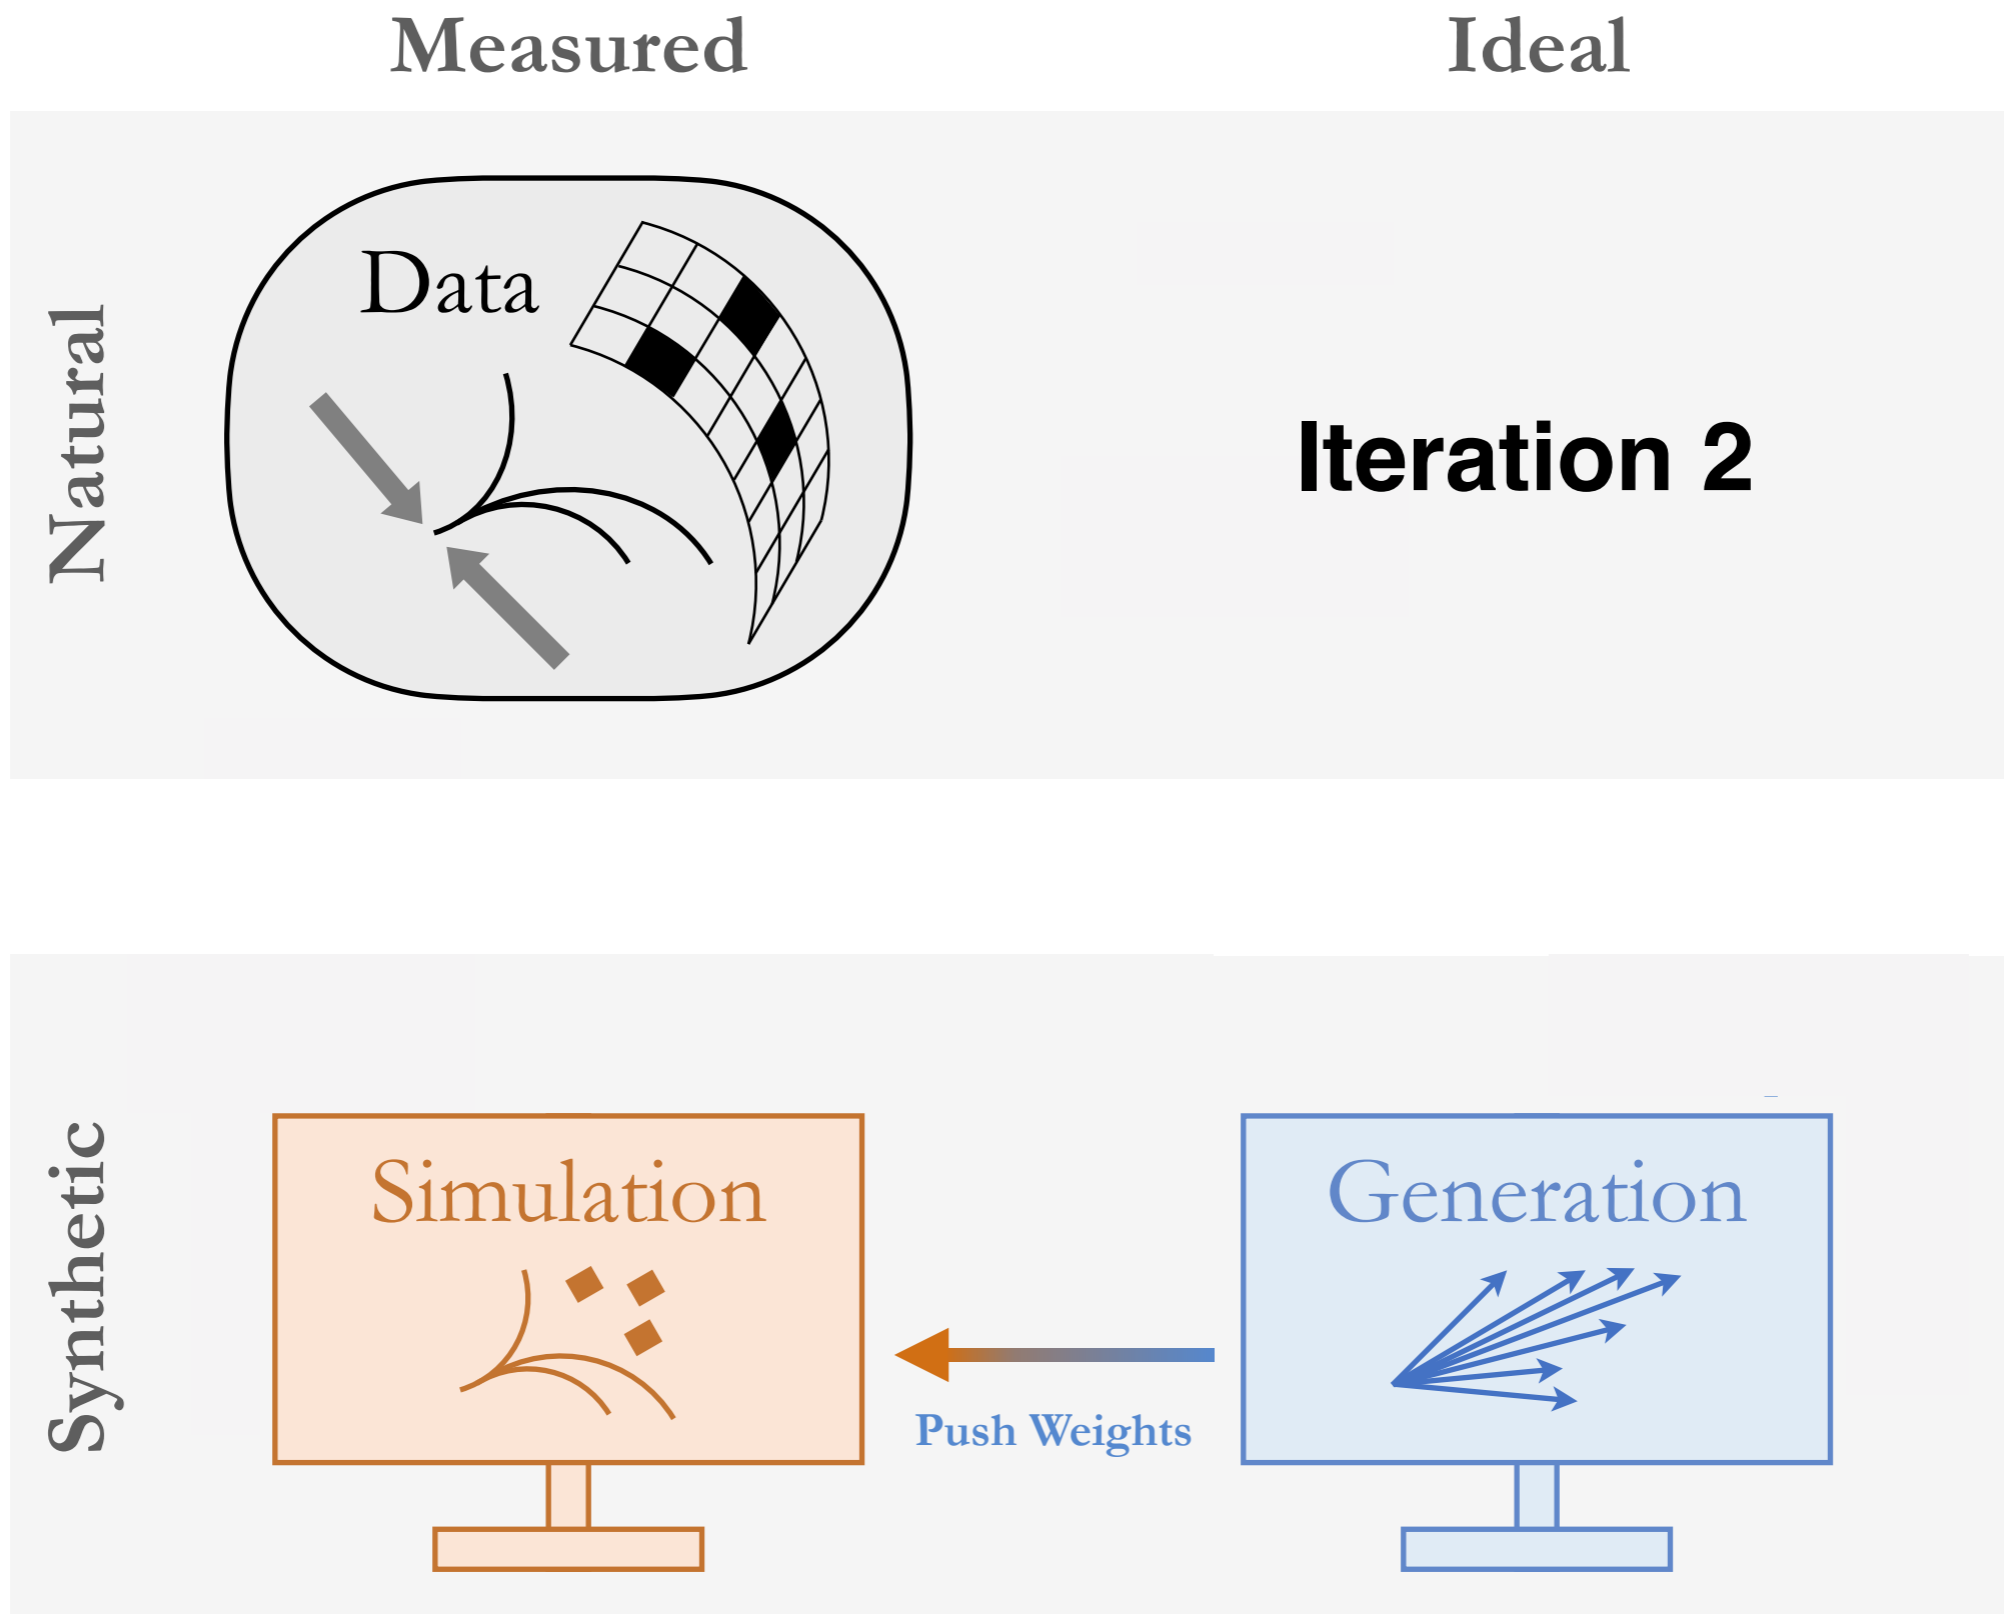 Measured
Ideal
Natural
Data
Iteration 2
Synthetic
Simulation
Generation
Push Weights